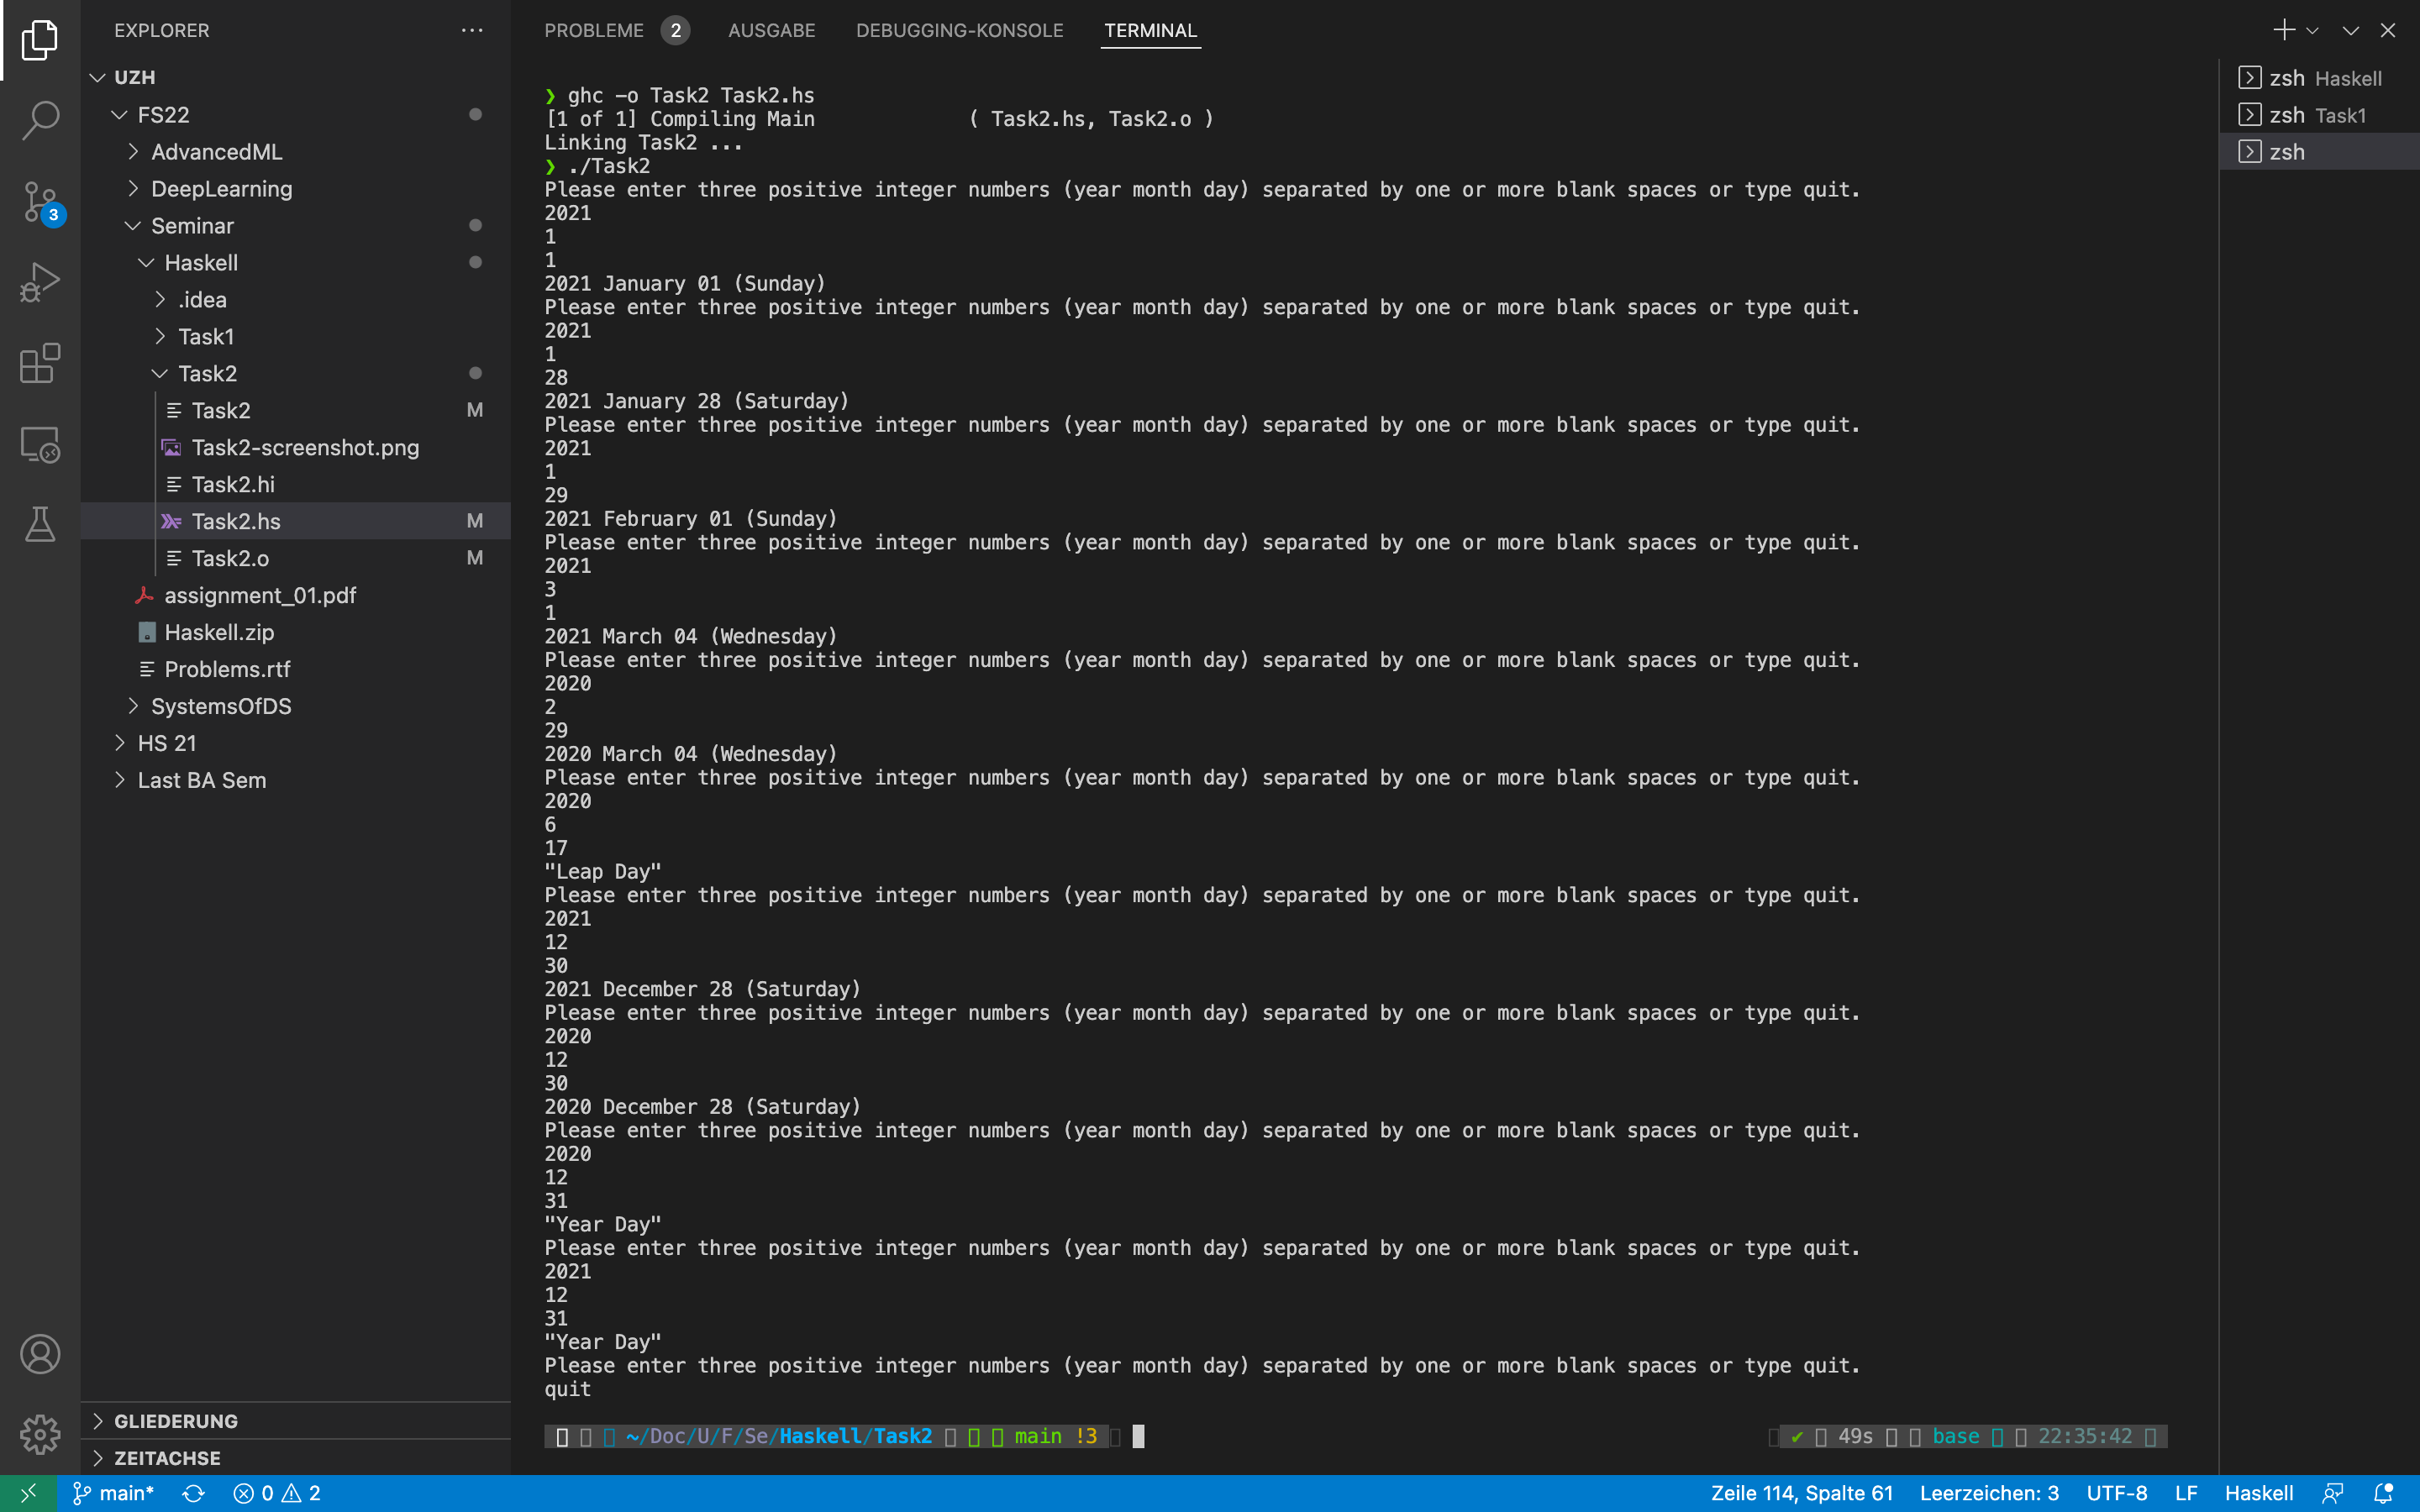 EXPLORER
UZH
FS22
AdvancedML
DeepLearning
Seminar
Haskell
.idea
Task1
Task2
Task2 M
Task2-screenshot.png
Task2.hi
Task2.hs M
Task2.o M
assignment_01.pdf
Haskell.zip
Problems.rtf
SystemsOfDS
HS 21
Last BA Sem
GLIEDERUNG
ZEITACHSE
3
PROBLEME 2 AUSGABE DEBUGGING-KONSOLE TERMINAL
❯ ghc -o Task2 Task2.hs
[1 of 1] Compiling Main ( Task2.hs, Task2.o )
Linking Task2 ...
❯ ./Task2
Please enter three positive integer numbers (year month day) separated by one or more blank spaces or type quit.
2021
1
1
2021 January 01 (Sunday)
Please enter three positive integer numbers (year month day) separated by one or more blank spaces or type quit.
2021
1
28
2021 January 28 (Saturday)
Please enter three positive integer numbers (year month day) separated by one or more blank spaces or type quit.
2021
1
29
2021 February 01 (Sunday)
Please enter three positive integer numbers (year month day) separated by one or more blank spaces or type quit.
2021
3
1
2021 March 04 (Wednesday)
Please enter three positive integer numbers (year month day) separated by one or more blank spaces or type quit.
2020
2
29
2020 March 04 (Wednesday)
Please enter three positive integer numbers (year month day) separated by one or more blank spaces or type quit.
2020
6
17
"Leap Day"
Please enter three positive integer numbers (year month day) separated by one or more blank spaces or type quit.
2021
12
30
2021 December 28 (Saturday)
Please enter three positive integer numbers (year month day) separated by one or more blank spaces or type quit.
2020
12
30
2020 December 28 (Saturday)
Please enter three positive integer numbers (year month day) separated by one or more blank spaces or type quit.
2020
12
31
"Year Day"
Please enter three positive integer numbers (year month day) separated by one or more blank spaces or type quit.
2021
12
31
"Year Day"
Please enter three positive integer numbers (year month day) separated by one or more blank spaces or type quit.
quit
~/Doc/U/F/Se/Haskell/Task2 main !3 ✔ 49s base 22:35:42
zsh Haskell
zsh Task1
zsh
main* 0 2 Zeile 114, Spalte 61 Leerzeichen: 3 UTF-8 LF Haskell